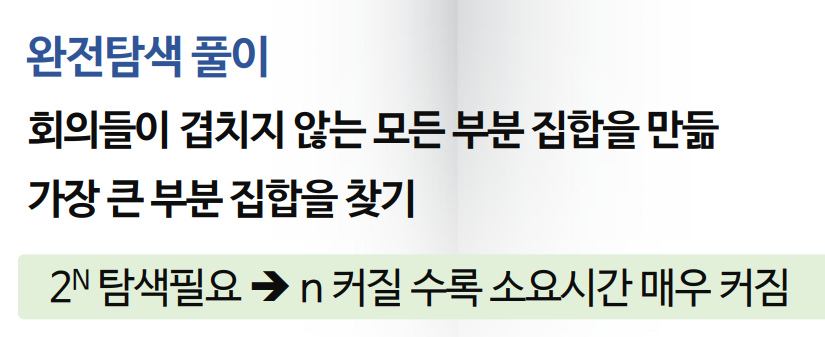 완전탐색 풀이
회의들이 겹치지 않는 모든 부분 집합을 만듦
가장 큰 부분 집합을 찾기
2ᴺ 탐색필요 ➔ n 커질 수록 소요시간 매우 커짐